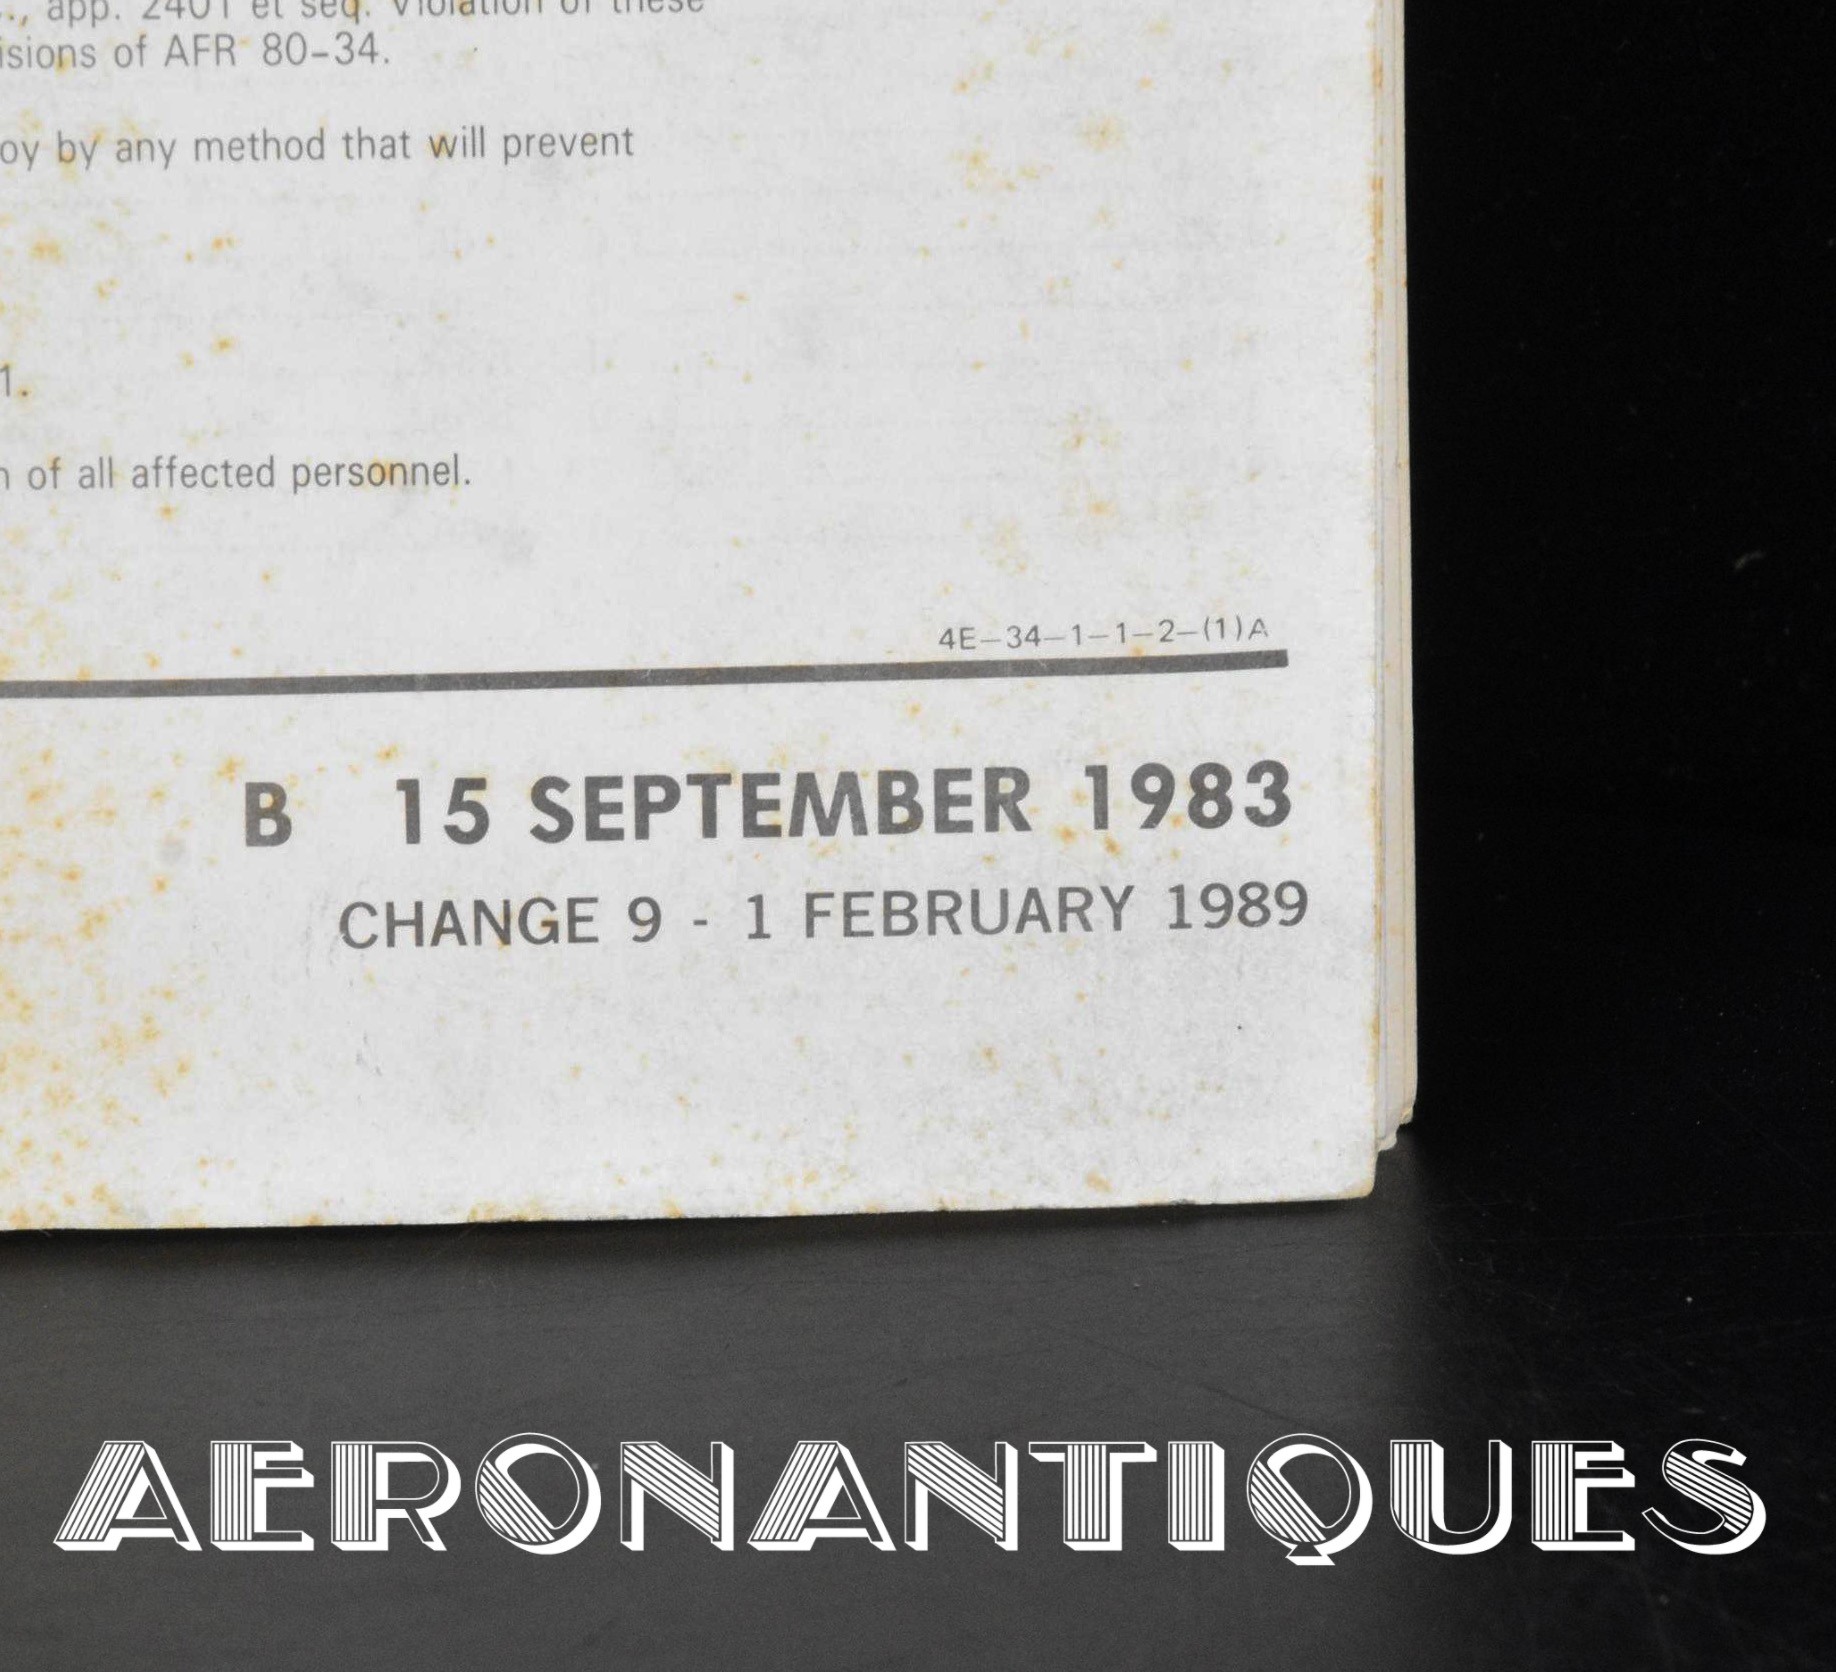 ., app. 2401 et seq. Violation of these
isions of AFR 80-34.
oy by any method that will prevent
1.
n of all affected personnel.
4E-34-1-1-2-(1)A
B 15 SEPTEMBER 1983
CHANGE 9 - 1 FEBRUARY 1989
AERONANTIQUES